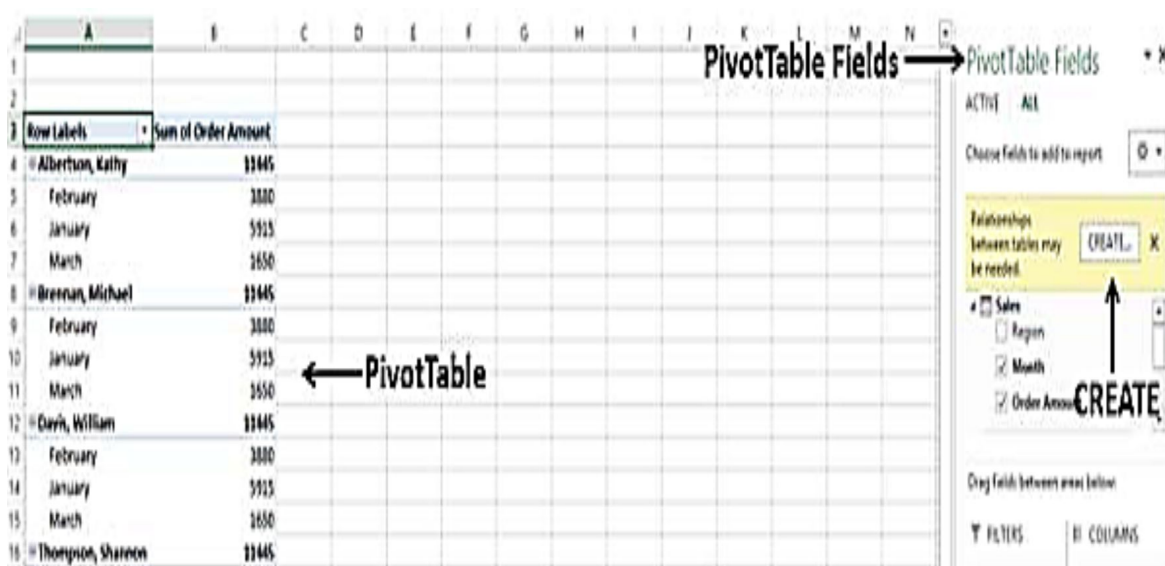 A B C D E F G H I J K L M N
PivotTable Fields
PivotTable Fields
ACTIVE ALL
1
2
3 Row Labels Sum of Order Amount
Choose fields to add to report
4 Albertson, Kathy 11445
5 February 3880
6 January 5915
7 March 1650
Relationships
between tables may
be needed.
CREATE...
X
8 Brennan, Michael 11445
9 February 3880
10 January 5915
11 March 1650
Sales
Region
Month
Order Amou
CREATE
PivotTable
12 Davis, William 11445
13 February 3880
14 January 5915
15 March 1650
16 Thompson, Shannon 11445
Drag fields between areas below:
FILTERS COLUMNS